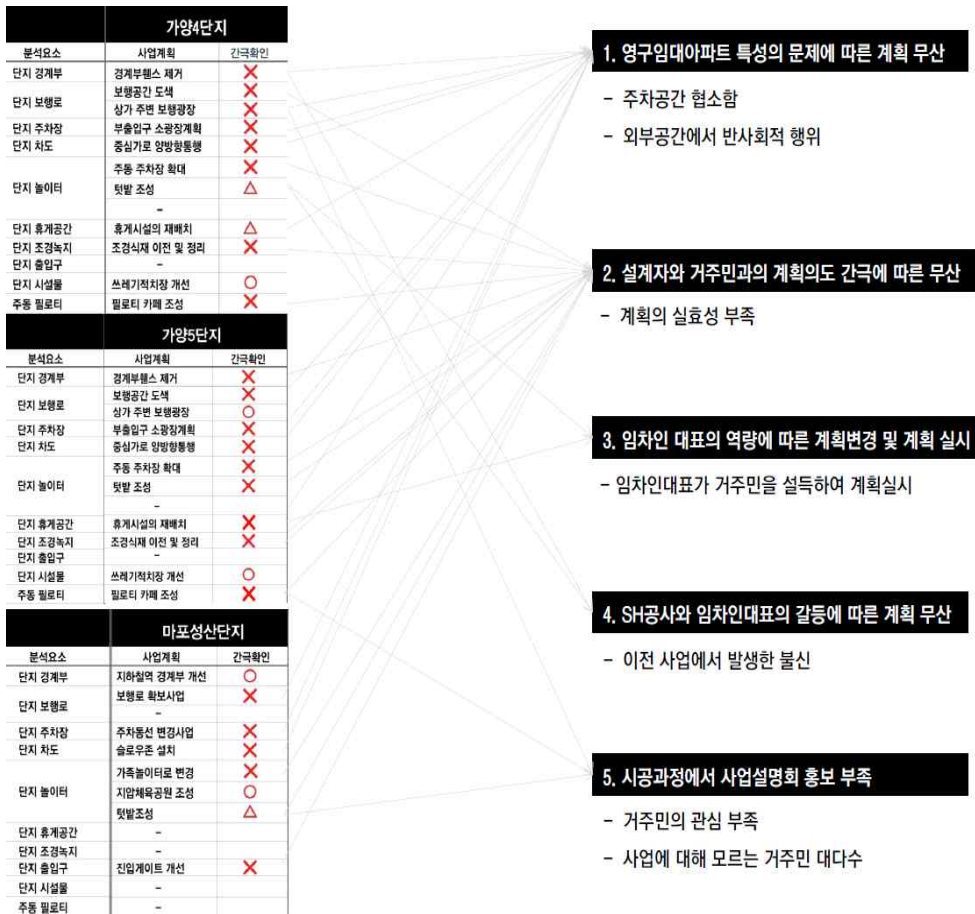 가양4단지
분석요소 사업계획 간극확인
단지 경계부 경계부휀스 제거 ✕
단지 보행로 보행공간 도색 ✕
상가 주변 보행광장 ✕
단지 주차장 부출입구 소광장계획 ✕
단지 차도 중심가로 양방향통행 ✕
주동 주차장 확대 ✕
단지 놀이터 텃밭 조성 △
-
단지 휴게공간 휴게시설의 재배치 △
단지 조경녹지 조경식재 이전 및 정리 ✕
단지 출입구 -
단지 시설물 쓰레기적치장 개선 ○
주동 필로티 필로티 카페 조성 ✕
가양5단지
분석요소 사업계획 간극확인
단지 경계부 경계부휀스 제거 ✕
단지 보행로 보행공간 도색 ✕
상가 주변 보행광장 ○
단지 주차장 부출입구 소광장계획 ✕
단지 차도 중심가로 양방향통행 ✕
주동 주차장 확대 ✕
단지 놀이터 텃밭 조성 ✕
-
단지 휴게공간 휴게시설의 재배치 ✕
단지 조경녹지 조경식재 이전 및 정리 ✕
단지 출입구 -
단지 시설물 쓰레기적치장 개선 ○
주동 필로티 필로티 카페 조성 ✕
마포성산단지
분석요소 사업계획 간극확인
단지 경계부 지하철역 경계부 개선 ○
단지 보행로 보행로 확보사업 ✕
-
단지 주차장 주차동선 변경사업 ✕
단지 차도 슬로우존 설치 ✕
가족놀이터로 변경 ✕
단지 놀이터 지압체육공원 조성 ○
텃밭조성 △
단지 휴게공간 -
단지 조경녹지 -
단지 출입구 진입게이트 개선 ✕
단지 시설물 -
주동 필로티 -
1. 영구임대아파트 특성의 문제에 따른 계획 무산
- 주차공간 협소함
- 외부공간에서 반사회적 행위
2. 설계자와 거주민과의 계획의도 간극에 따른 무산
- 계획의 실효성 부족
3. 임차인 대표의 역량에 따른 계획변경 및 계획 실시
- 임차인대표가 거주민을 설득하여 계획실시
4. SH공사와 임차인대표의 갈등에 따른 계획 무산
- 이전 사업에서 발생한 불신
5. 시공과정에서 사업설명회 홍보 부족
- 거주민의 관심 부족
- 사업에 대해 모르는 거주민 대다수